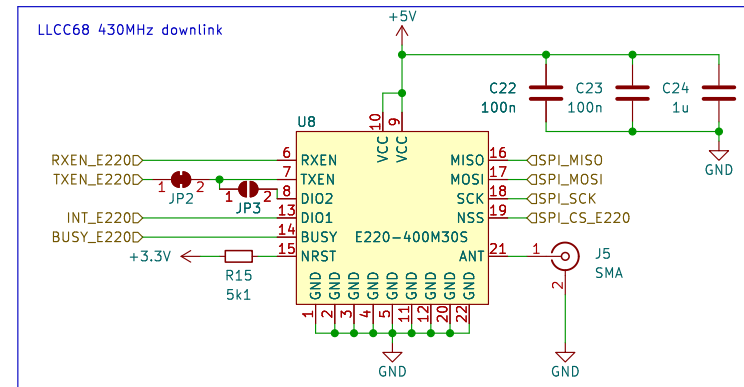 LLCC68 430MHz downlink
+5V
C22
100n
C23
100n
C24
1u
GND
U8
10
9
VCC
VCC
RXEN_E220
6
RXEN
MISO
16
SPI_MISO
TXEN_E220
1
2
JP2
7
TXEN
MOSI
17
SPI_MOSI
1
2
JP3
8
DIO2
SCK
18
SPI_SCK
INT_E220
13
DIO1
NSS
19
SPI_CS_E220
BUSY_E220
14
BUSY
E220-400M30S
+3.3V
R15
5k1
15
NRST
ANT
21
1
J5
SMA
2
GND
GND
GND
GND
GND
GND
GND
GND
GND
1
2
3
4
5
11
12
20
22
GND
GND